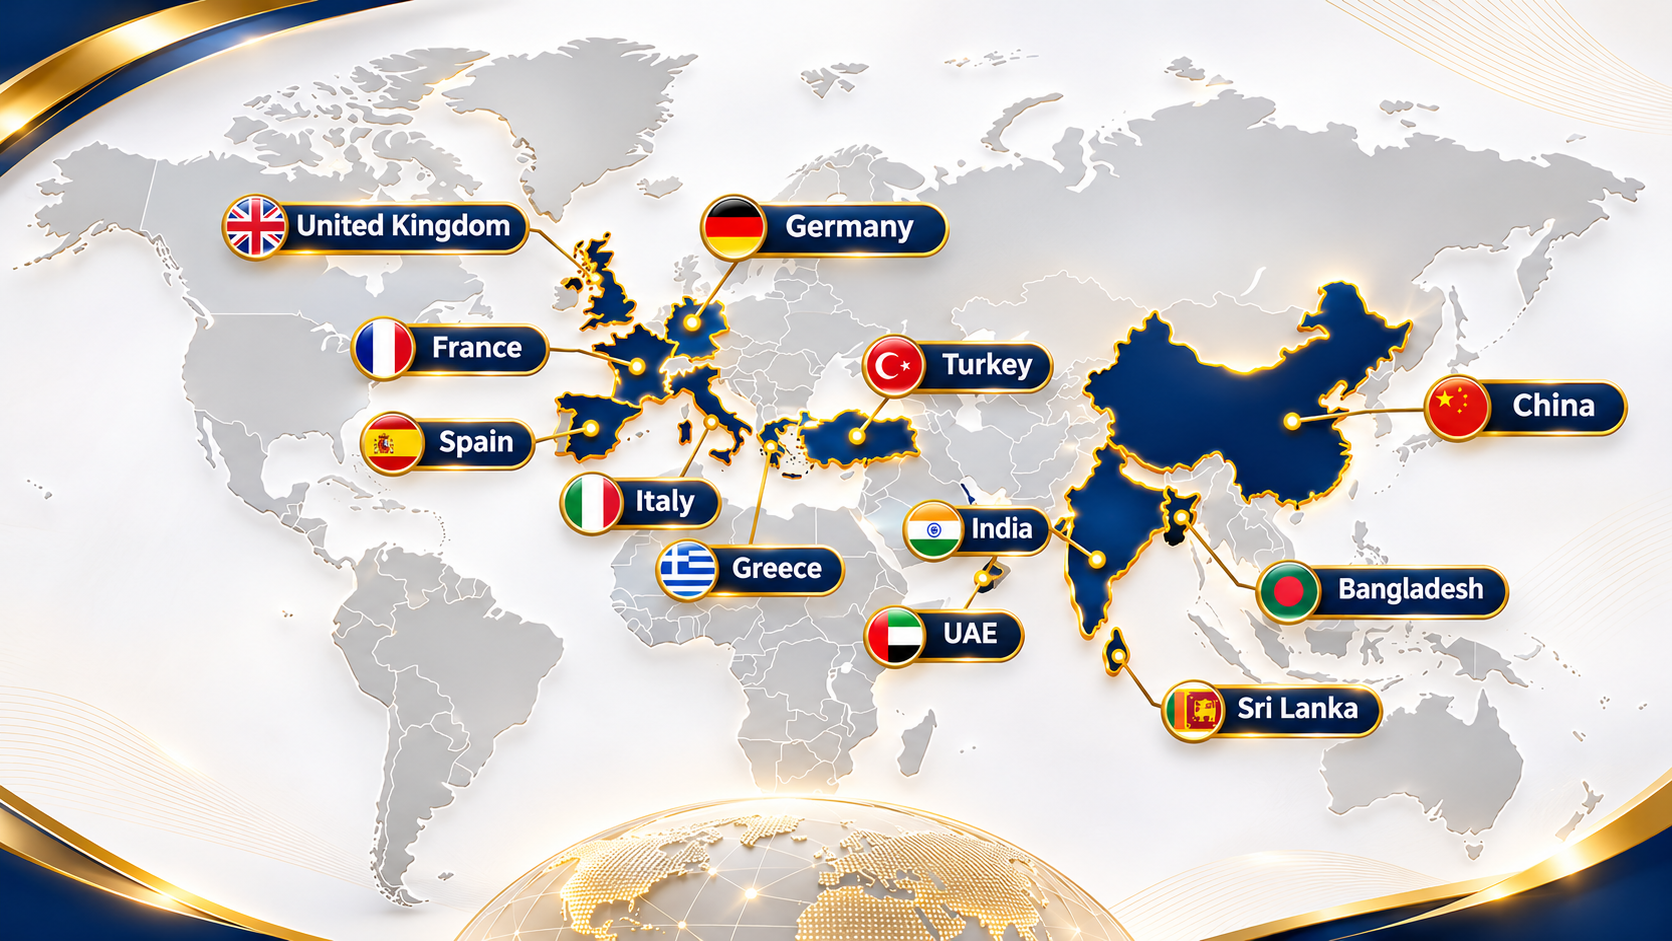 United Kingdom
Germany
France
Turkey
China
Spain
Italy
India
Greece
Bangladesh
UAE
Sri Lanka